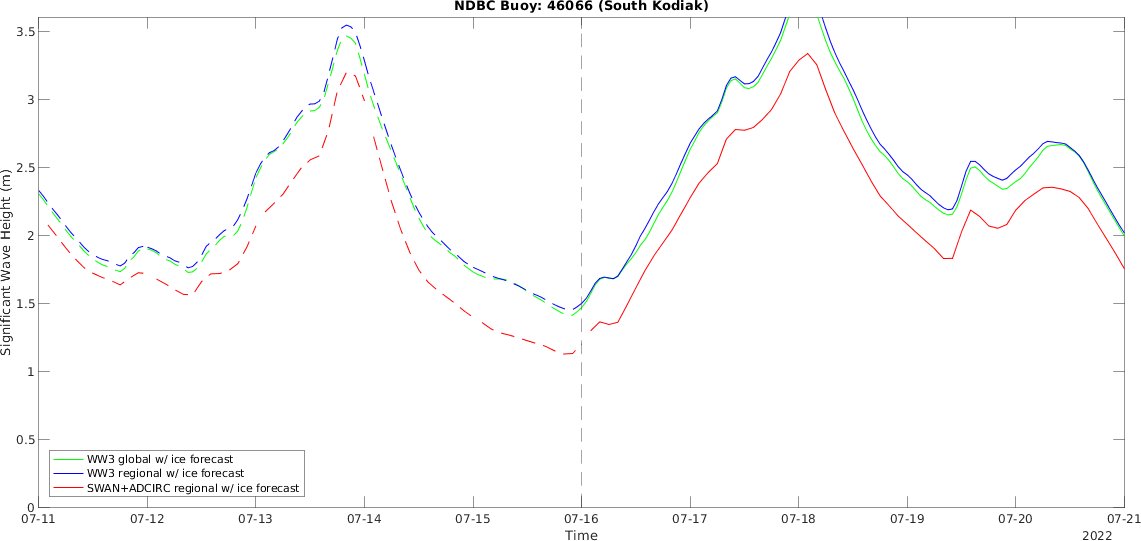 NDBC Buoy: 46066 (South Kodiak)
Significant Wave Height (m)
3.5
3
2.5
2
1.5
1
0.5
0
WW3 global w/ ice forecast
WW3 regional w/ ice forecast
SWAN+ADCIRC regional w/ ice forecast
07-11 07-12 07-13 07-14 07-15 07-16 07-17 07-18 07-19 07-20 07-21
Time
2022